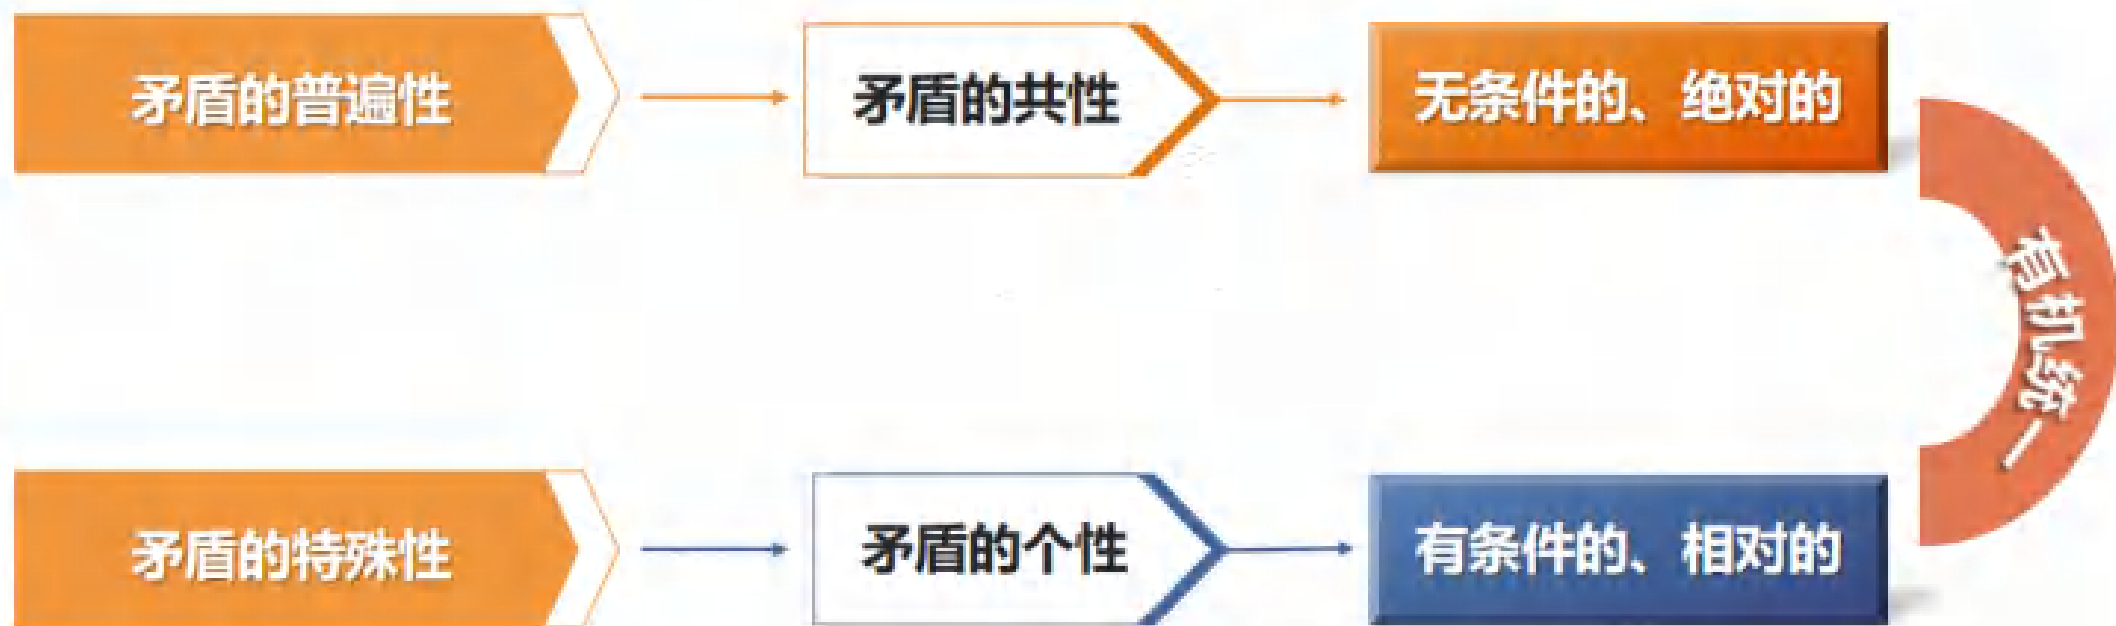 矛盾的普遍性
矛盾的共性
无条件的、绝对的
有机统一
矛盾的特殊性
矛盾的个性
有条件的、相对的